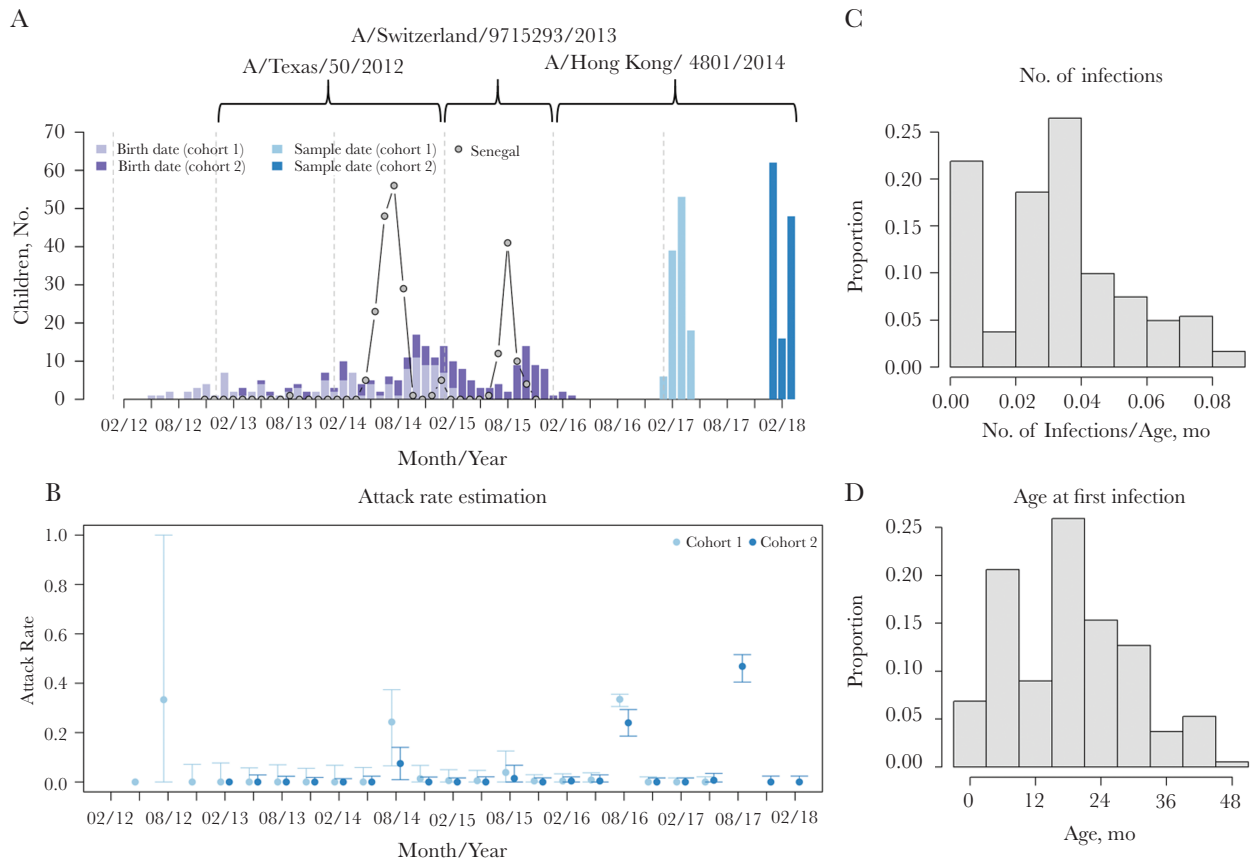 A
A/Switzerland/9715293/2013
A/Texas/50/2012
A/Hong Kong/ 4801/2014
Birth date (cohort 1)
Sample date (cohort 1)
Senegal
Birth date (cohort 2)
Sample date (cohort 2)
Children, No.
70
60
50
40
30
20
10
0
02/12 08/12 02/13 08/13 02/14 08/14 02/15 08/15 02/16 08/16 02/17 08/17 02/18
Month/Year
B
Attack rate estimation
Cohort 1 Cohort 2
Attack Rate
1.0
0.8
0.6
0.4
0.2
0.0
02/12 08/12 02/13 08/13 02/14 08/14 02/15 08/15 02/16 08/16 02/17 08/17 02/18
Month/Year
C
No. of infections
Proportion
0.25
0.20
0.15
0.10
0.05
0.00
0.00 0.02 0.04 0.06 0.08
No. of Infections/Age, mo
D
Age at first infection
Proportion
0.25
0.20
0.15
0.10
0.05
0.00
0 12 24 36 48
Age, mo